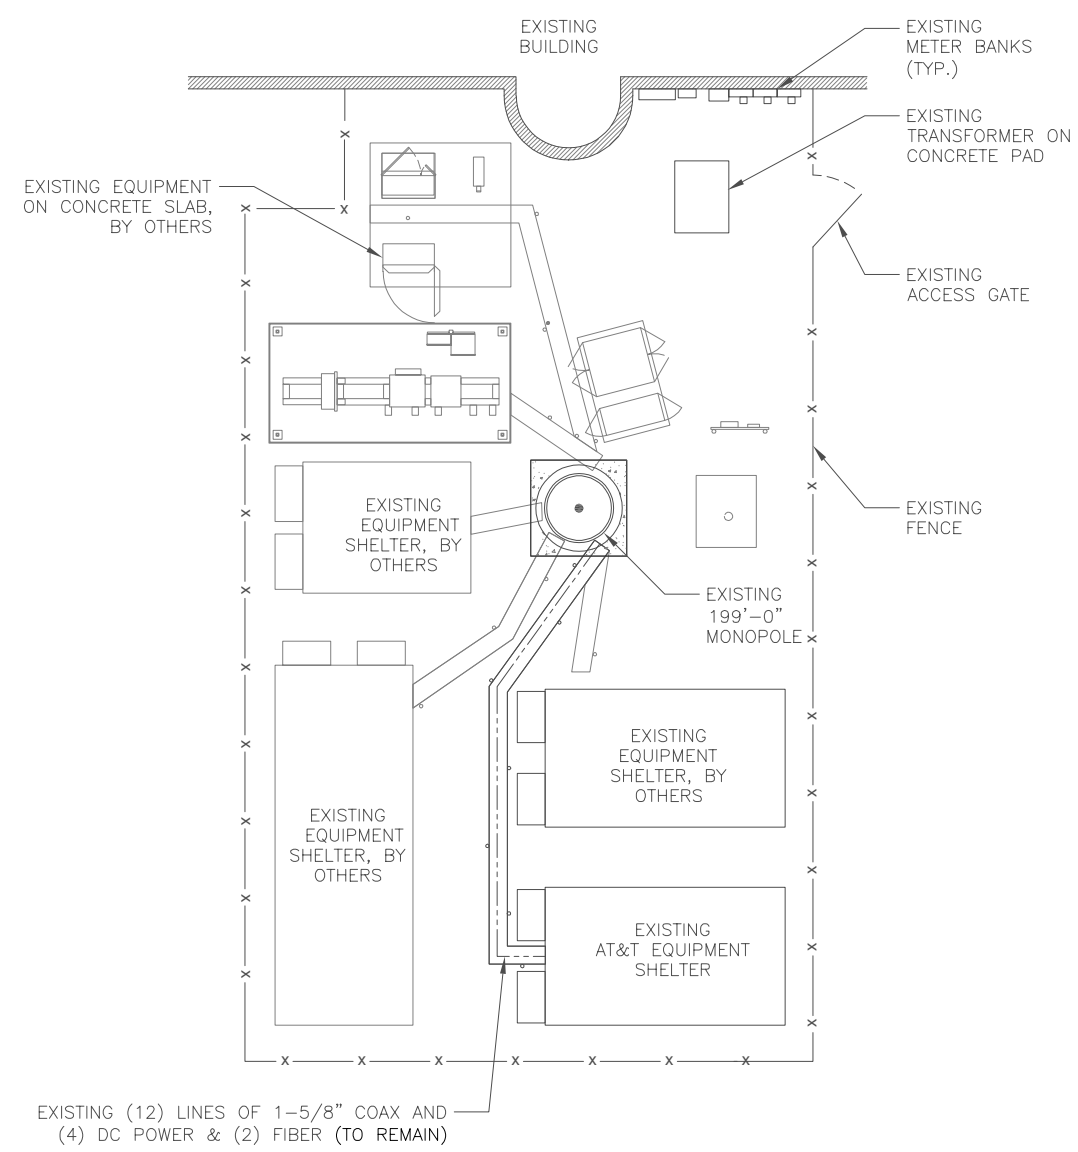 EXISTING
BUILDING
EXISTING
METER BANKS
(TYP.)
EXISTING
TRANSFORMER ON
CONCRETE PAD
EXISTING EQUIPMENT
ON CONCRETE SLAB,
BY OTHERS
EXISTING
ACCESS GATE
EXISTING
EQUIPMENT
SHELTER, BY
OTHERS
EXISTING
FENCE
EXISTING
199'-0"
MONOPOLE
EXISTING
EQUIPMENT
SHELTER, BY
OTHERS
EXISTING
EQUIPMENT
SHELTER, BY
OTHERS
EXISTING
AT&T EQUIPMENT
SHELTER
EXISTING (12) LINES OF 1-5/8" COAX AND
(4) DC POWER & (2) FIBER (TO REMAIN)